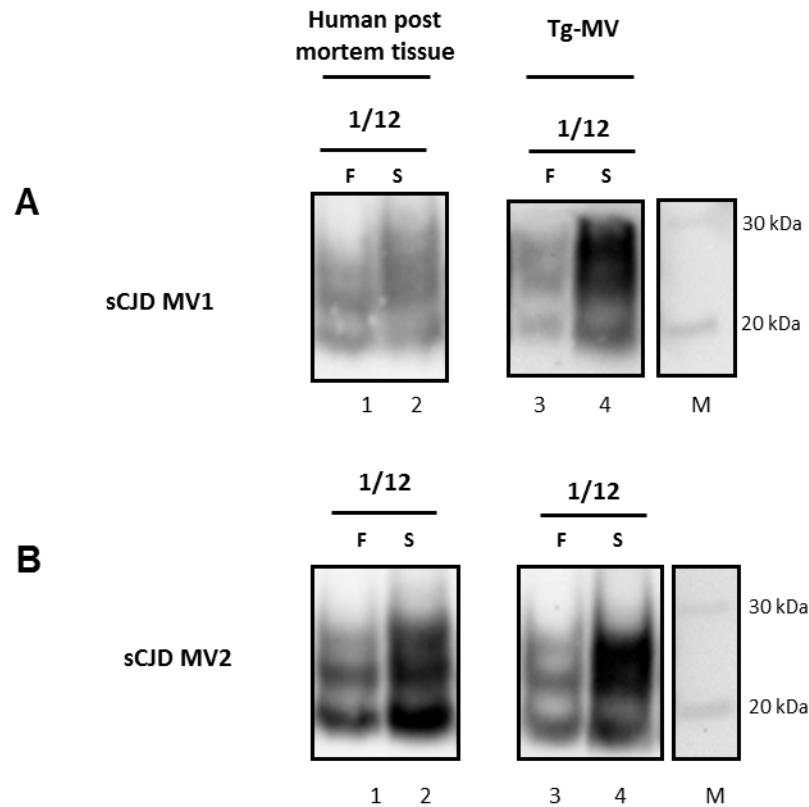 Human post
mortem tissue
Tg-MV
1/12
1/12
F S
F S
A
30 kDa
sCJD MV1
20 kDa
1 2
3 4
M
1/12
1/12
F S
F S
B
30 kDa
sCJD MV2
20 kDa
1 2
3 4
M